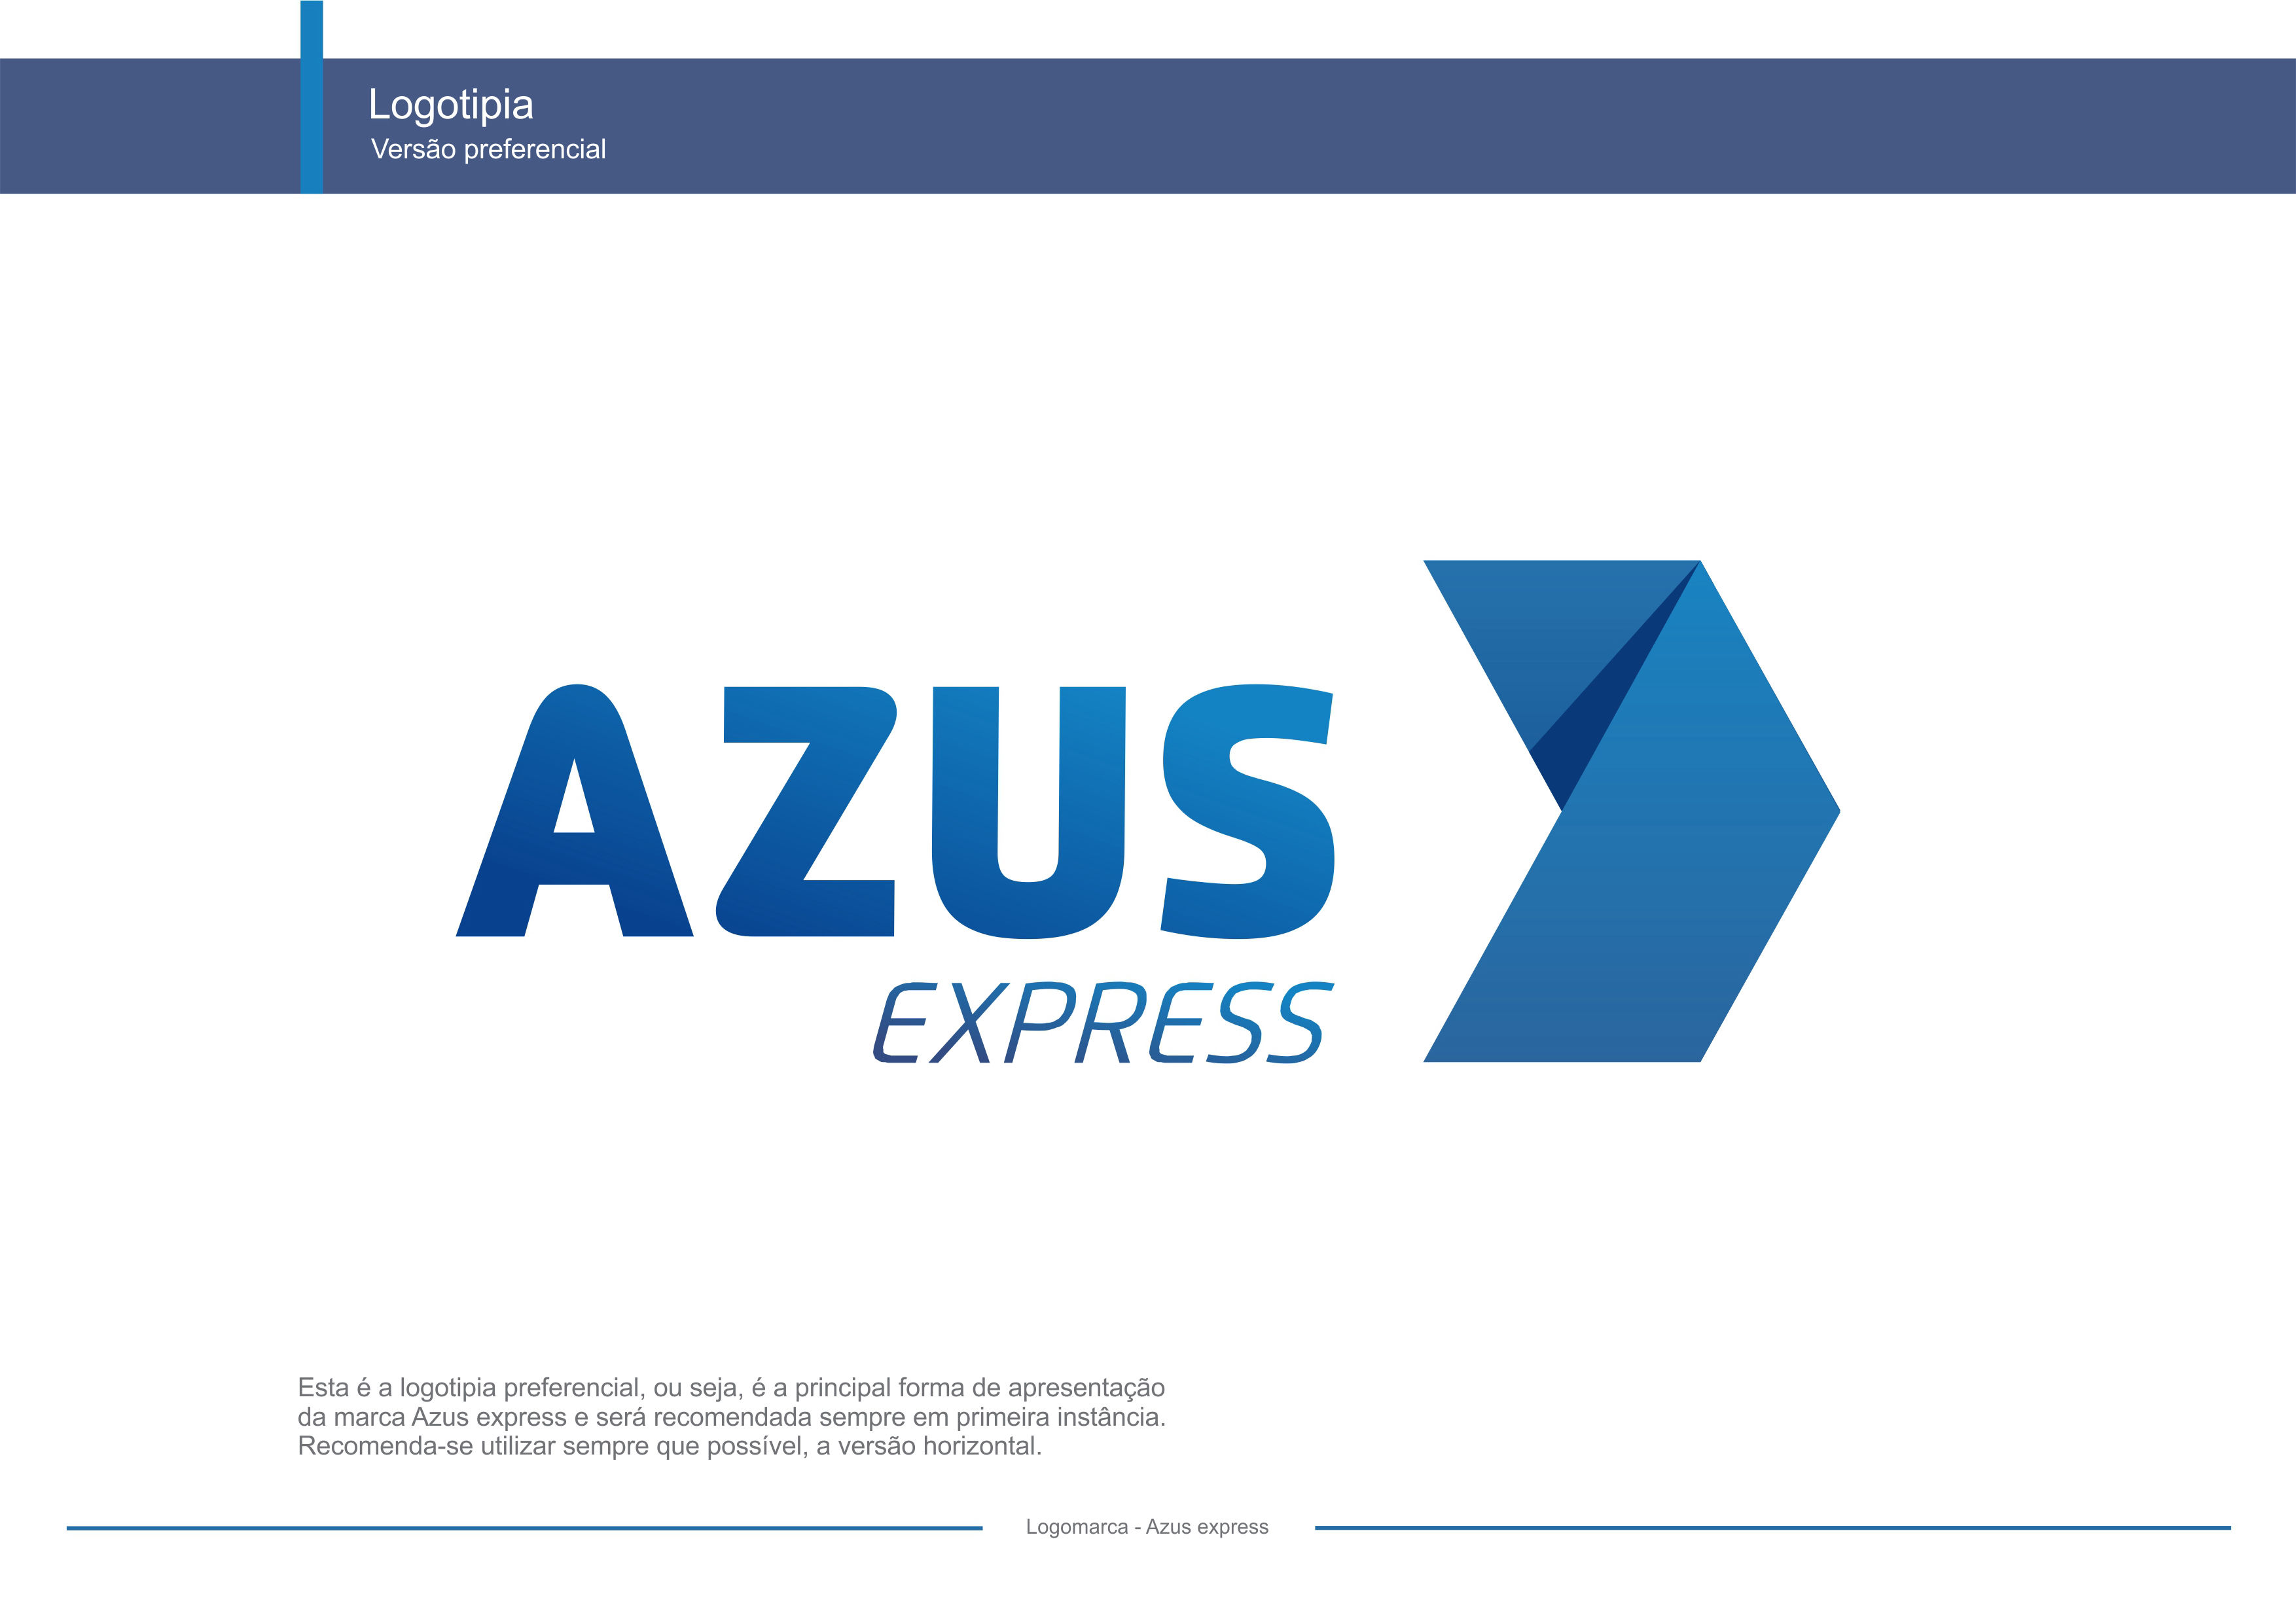 Logotipia
Versão preferencial
AZUS
EXPRESS
Esta é a logotipia preferencial, ou seja, é a principal forma de apresentação
da marca Azus express e será recomendada sempre em primeira instância.
Recomenda-se utilizar sempre que possível, a versão horizontal.
Logomarca - Azus express